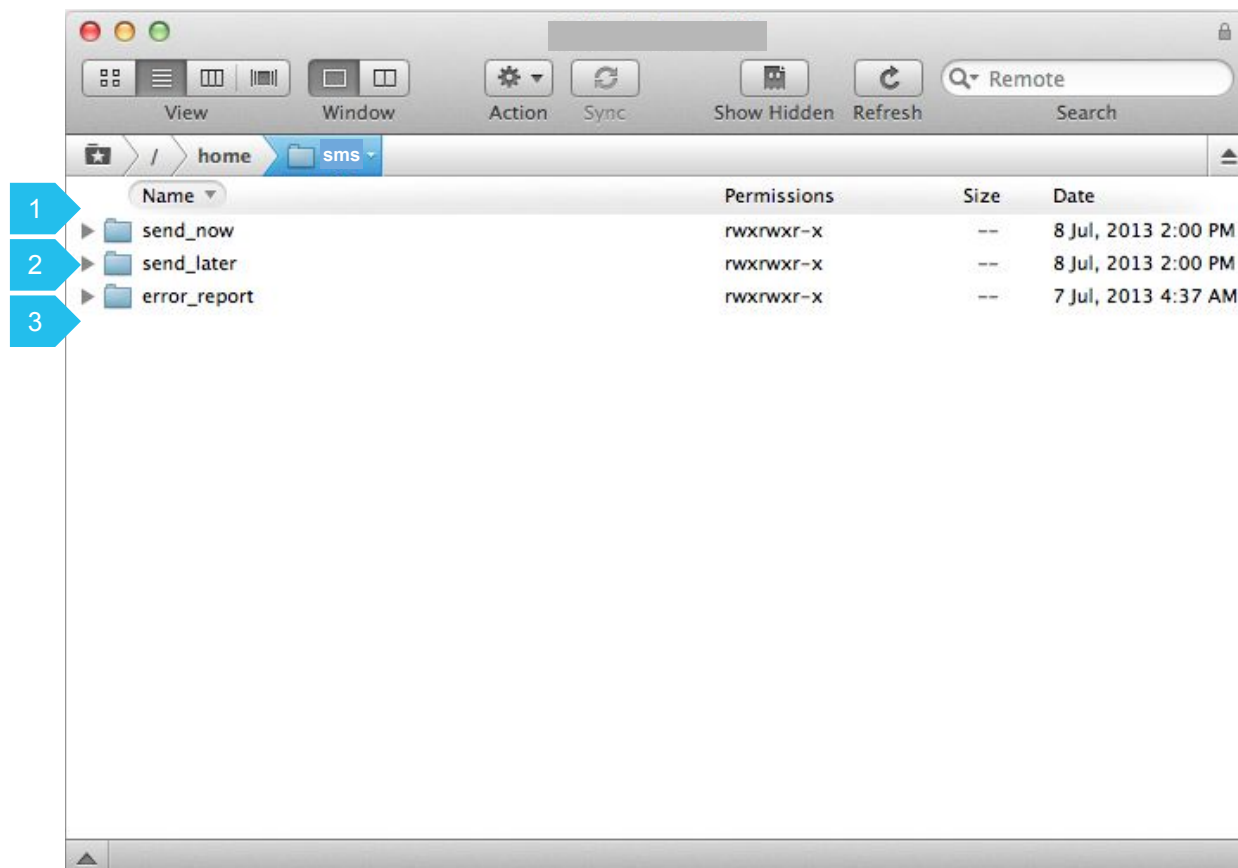 View Window Action Sync Show Hidden Refresh Remote Search
/ home sms
Name Permissions Size Date
1
send_now rwxrwxr-x -- 8 Jul, 2013 2:00 PM
2 send_later rwxrwxr-x -- 8 Jul, 2013 2:00 PM
error_report rwxrwxr-x -- 7 Jul, 2013 4:37 AM
3